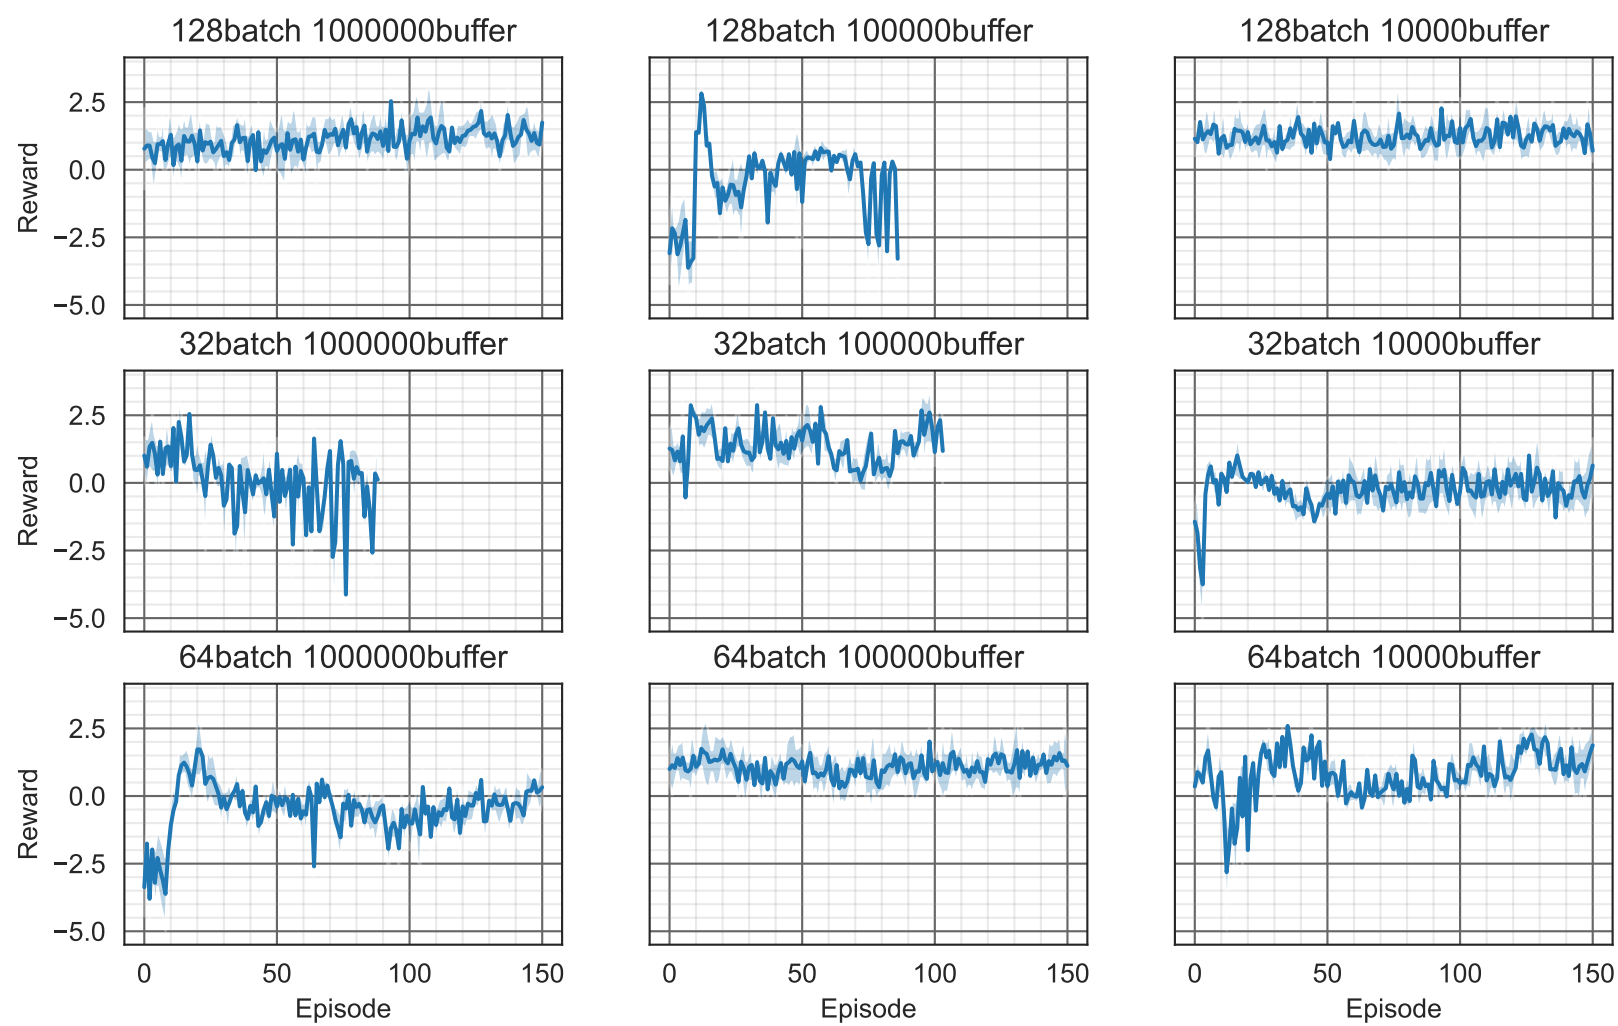 128batch 1000000buffer
128batch 100000buffer
128batch 10000buffer
Reward
2.5
0.0
−2.5
−5.0
32batch 1000000buffer
32batch 100000buffer
32batch 10000buffer
Reward
2.5
0.0
−2.5
−5.0
64batch 1000000buffer
64batch 100000buffer
64batch 10000buffer
Reward
2.5
0.0
−2.5
−5.0
0 50 100 150
0 50 100 150
0 50 100 150
Episode
Episode
Episode